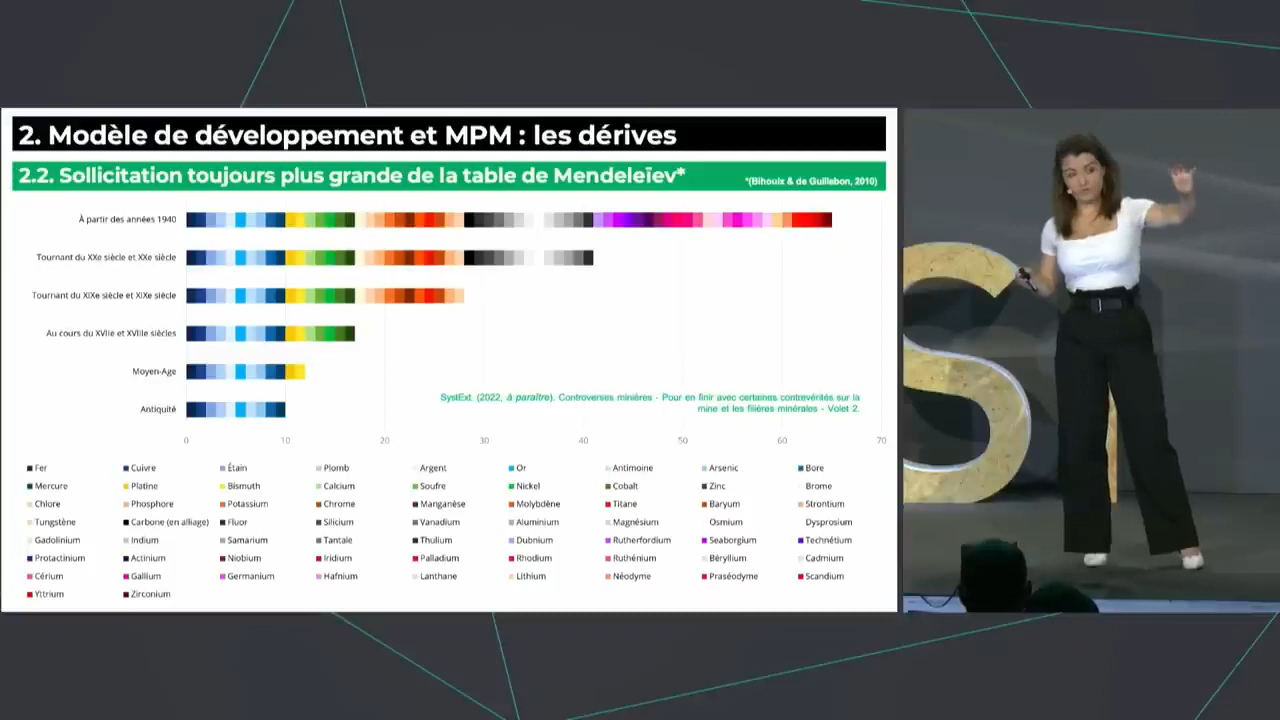 2. Modèle de développement et MPM : les dérives
2.2. Sollicitation toujours plus grande de la table de Mendeleïev*
*(Bihouix & de Guillebon, 2010)
À partir des années 1940
Tournant du XXe siècle et XXe siècle
Tournant du XIXe siècle et XIXe siècle
Au cours du XVIIe et XVIIIe siècles
Moyen-Age
Antiquité
SystExt. (2022, à paraître). Controverses minières - Pour en finir avec certaines contrevérités sur la
mine et les filières minérales - Volet 2.
0 10 20 30 40 50 60 70
Fer Cuivre Étain Plomb Argent Or Antimoine Arsenic Bore
Mercure Platine Bismuth Calcium Soufre Nickel Cobalt Zinc Brome
Chlore Phosphore Potassium Chrome Manganèse Molybdène Titane Baryum Strontium
Tungstène Carbone (en alliage) Fluor Silicium Vanadium Aluminium Magnésium Osmium Dysprosium
Gadolinium Indium Samarium Tantale Thulium Dubnium Rutherfordium Seaborgium Technétium
Protactinium Actinium Niobium Iridium Palladium Rhodium Ruthénium Béryllium Cadmium
Cérium Gallium Germanium Hafnium Lanthane Lithium Néodyme Praséodyme Scandium
Yttrium Zirconium
S